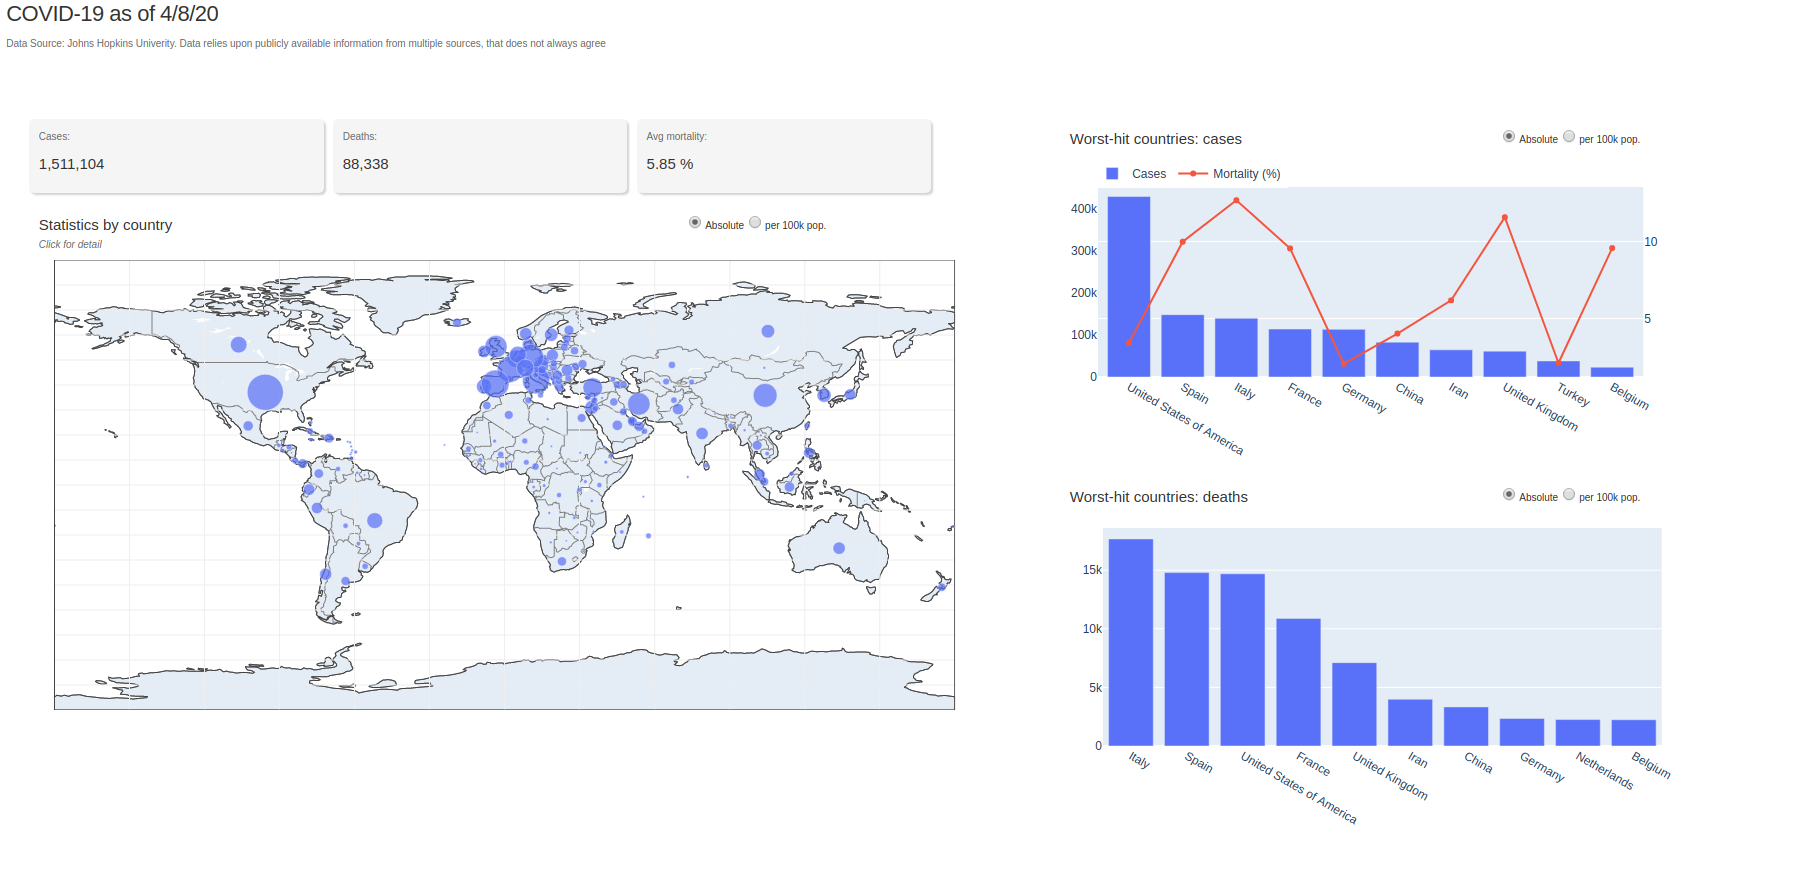 COVID-19 as of 4/8/20
Data Source: Johns Hopkins Univerity. Data relies upon publicly available information from multiple sources, that does not always agree
Cases:
1,511,104
Deaths:
88,338
Avg mortality:
5.85 %
Statistics by country
Click for detail
Absolute per 100k pop.
Worst-hit countries: cases
Absolute per 100k pop.
Cases Mortality (%)
400k
300k
200k
100k
0
10
5
United States of America
Spain
Italy
France
Germany
China
Iran
United Kingdom
Turkey
Belgium
Worst-hit countries: deaths
Absolute per 100k pop.
15k
10k
5k
0
Italy
Spain
United States of America
France
United Kingdom
Iran
China
Germany
Netherlands
Belgium